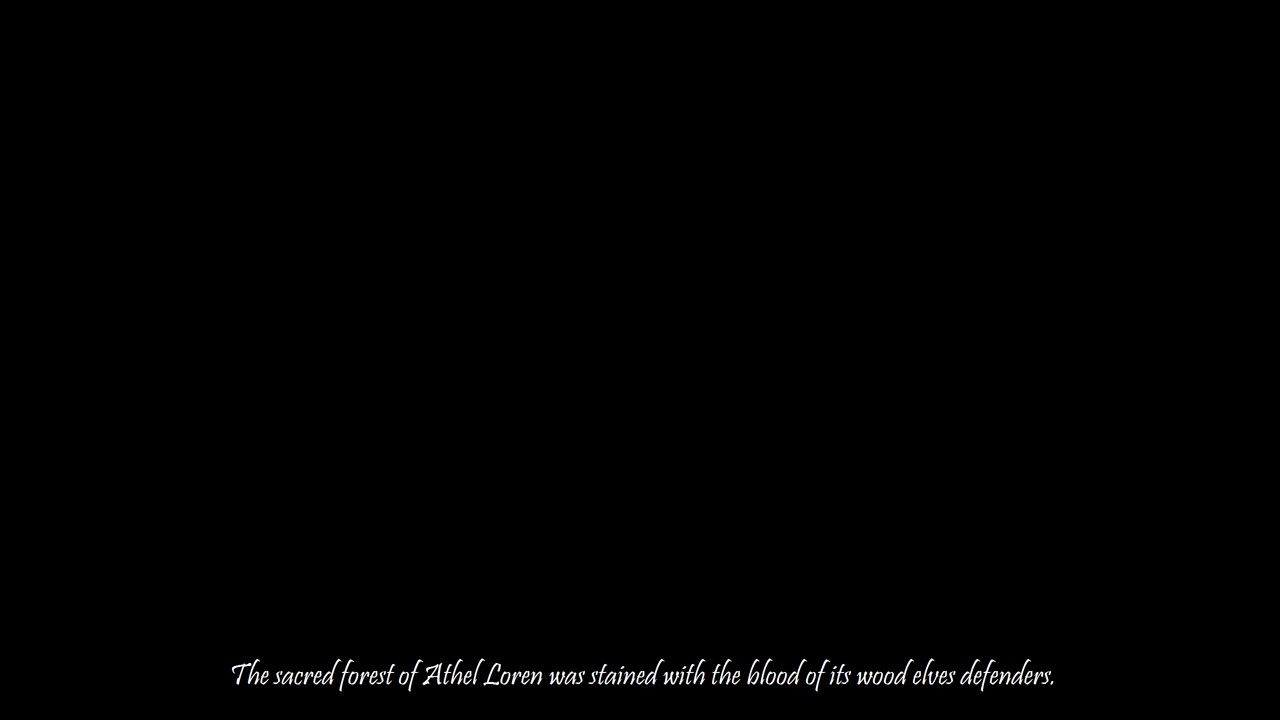 The sacred forest of Athel Loren was stained with the blood of its wood elves defenders.